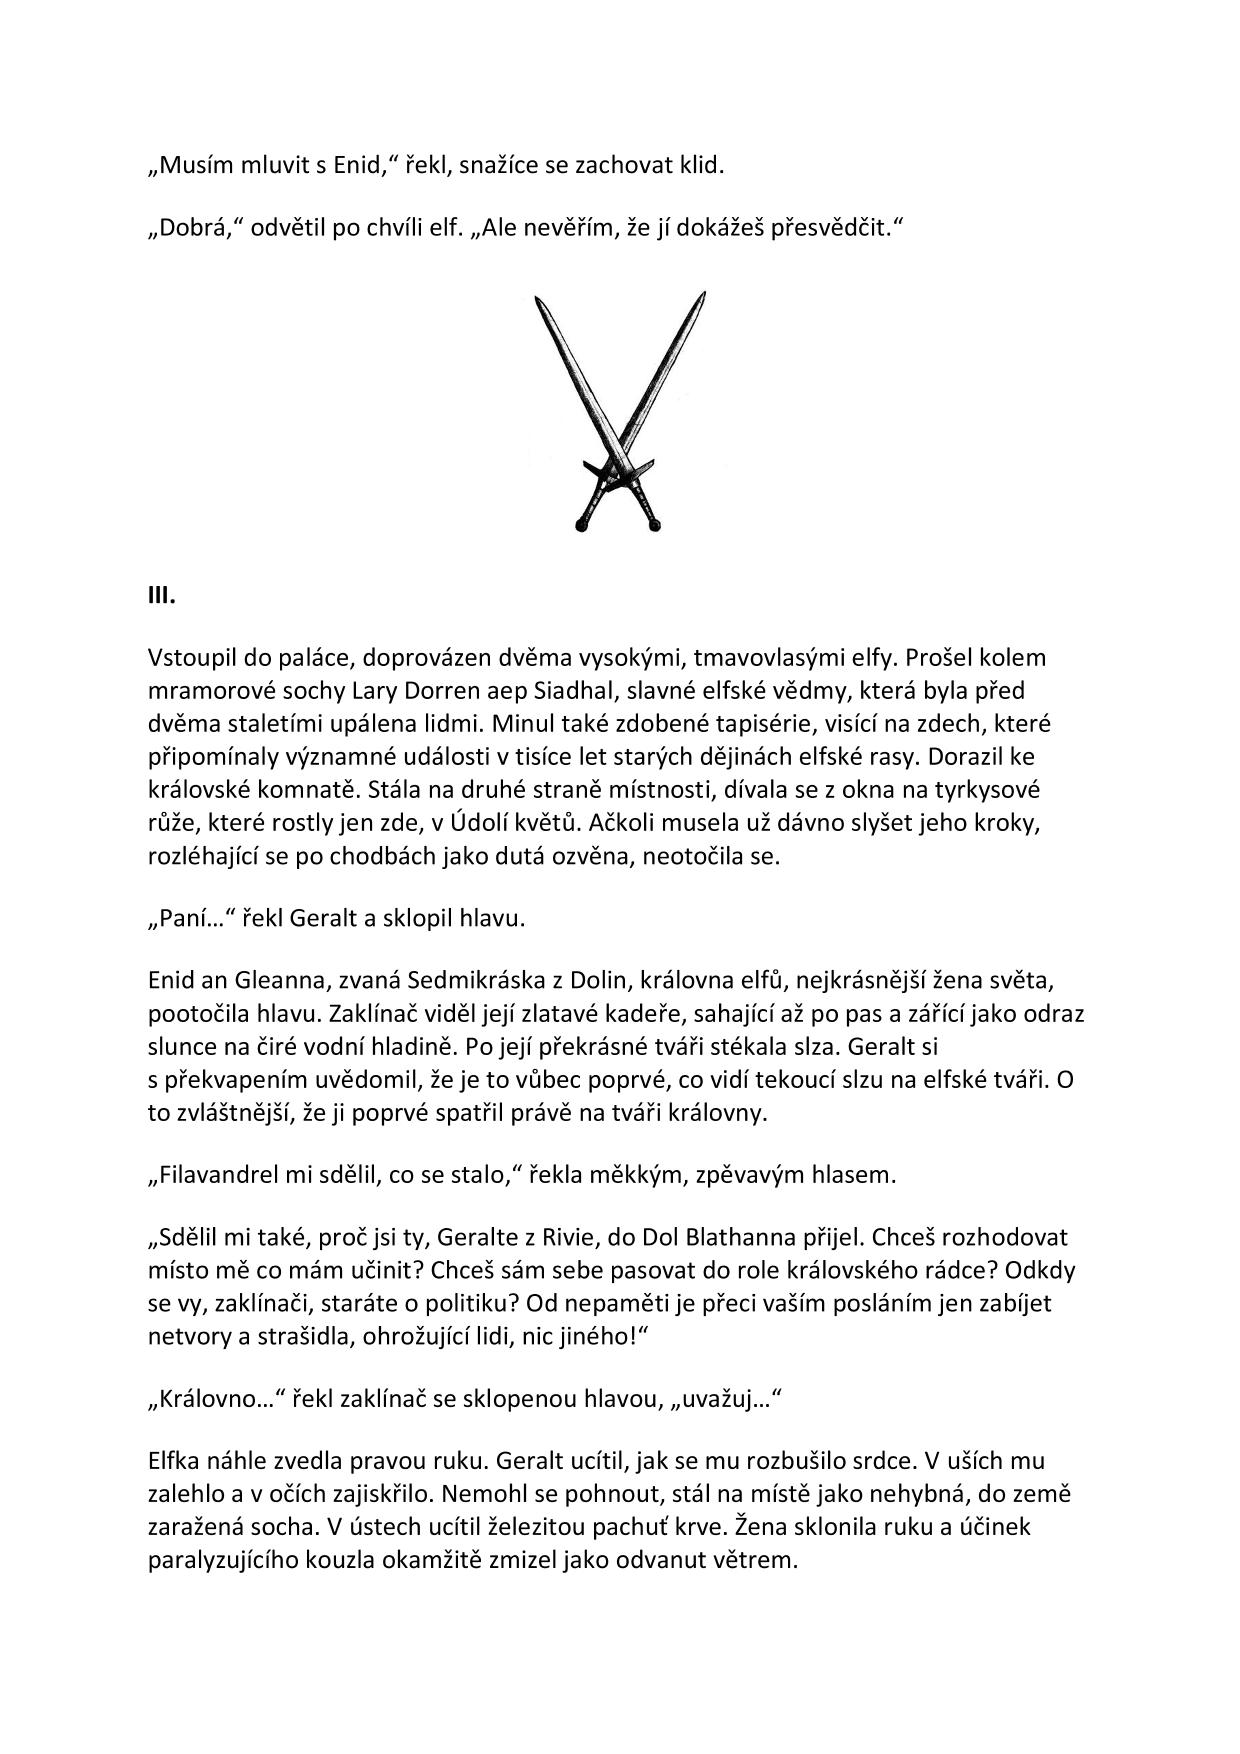 „Musím mluvit s Enid,“ řekl, snažíce se zachovat klid.
„Dobrá,“ odvětil po chvíli elf. „Ale nevěřím, že jí dokážeš přesvědčit.“
III.
Vstoupil do paláce, doprovázen dvěma vysokými, tmavovlasými elfy. Prošel kolem
mramorové sochy Lary Dorren aep Siadhal, slavné elfské vědmy, která byla před
dvěma staletími upálena lidmi. Minul také zdobené tapisérie, visící na zdech, které
připomínaly významné události v tisíce let starých dějinách elfské rasy. Dorazil ke
královské komnatě. Stála na druhé straně místnosti, dívala se z okna na tyrkysové
růže, které rostly jen zde, v Údolí květů. Ačkoli musela už dávno slyšet jeho kroky,
rozléhající se po chodbách jako dutá ozvěna, neotočila se.
„Paní…“ řekl Geralt a sklopil hlavu.
Enid an Gleanna, zvaná Sedmikráska z Dolin, královna elfů, nejkrásnější žena světa,
pootočila hlavu. Zaklínač viděl její zlatavé kadeře, sahající až po pas a zářící jako odraz
slunce na čiré vodní hladině. Po její překrásné tváři stékala slza. Geralt si
s překvapením uvědomil, že je to vůbec poprvé, co vidí tekoucí slzu na elfské tváři. O
to zvláštnější, že ji poprvé spatřil právě na tváři královny.
„Filavandrel mi sdělil, co se stalo,“ řekla měkkým, zpěvavým hlasem.
„Sdělil mi také, proč jsi ty, Geralte z Rivie, do Dol Blathanna přijel. Chceš rozhodovat
místo mě co mám učinit? Chceš sám sebe pasovat do role královského rádce? Odkdy
se vy, zaklínači, staráte o politiku? Od nepaměti je přeci vaším posláním jen zabíjet
netvory a strašidla, ohrožující lidi, nic jiného!“
„Královno…“ řekl zaklínač se sklopenou hlavou, „uvažuj…“
Elfka náhle zvedla pravou ruku. Geralt ucítil, jak se mu rozbušilo srdce. V uších mu
zalehlo a v očích zajiskřilo. Nemohl se pohnout, stál na místě jako nehybná, do země
zaražená socha. V ústech ucítil železitou pachuť krve. Žena sklonila ruku a účinek
paralyzujícího kouzla okamžitě zmizel jako odvanut větrem.